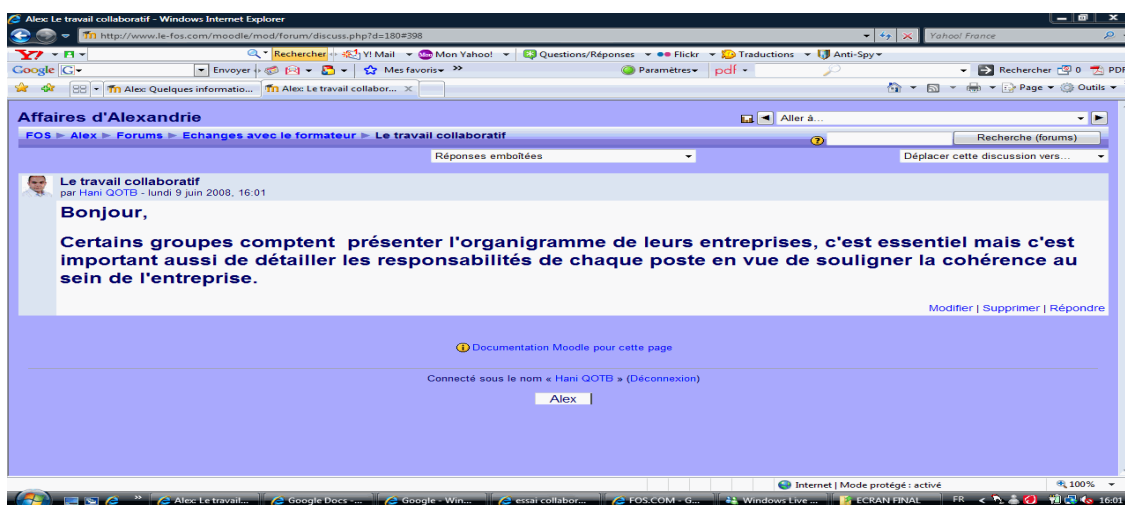 Alex: Le travail collaboratif - Windows Internet Explorer
http://www.le-fos.com/moodle/mod/forum/discuss.php?d=180#398
Yahoo! France
Rechercher Y! Mail Mon Yahoo! Questions/Réponses Flickr Traductions Anti-Spy
Google G Envoyer Mes favoris » Paramètres pdf Rechercher 0 PDF
Alex: Quelques informatio... Alex: Le travail collabor... Page Outils
Affaires d'Alexandrie
Aller à...
FOS ► Alex ► Forums ► Echanges avec le formateur ► Le travail collaboratif
Recherche (forums)
Réponses emboîtées
Déplacer cette discussion vers...
Le travail collaboratif
par Hani QOTB - lundi 9 juin 2008, 16:01
Bonjour,
Certains groupes comptent présenter l'organigramme de leurs entreprises, c'est essentiel mais c'est
important aussi de détailler les responsabilités de chaque poste en vue de souligner la cohérence au
sein de l'entreprise.
Modifier | Supprimer | Répondre
Documentation Moodle pour cette page
Connecté sous le nom « Hani QOTB » (Déconnexion)
Alex
Internet | Mode protégé : activé 100%
Alex: Le travail... Google Docs -... Google - Win... essai collabor... FOS.COM - G... Windows Live ... ECRAN FINAL FR 16:01